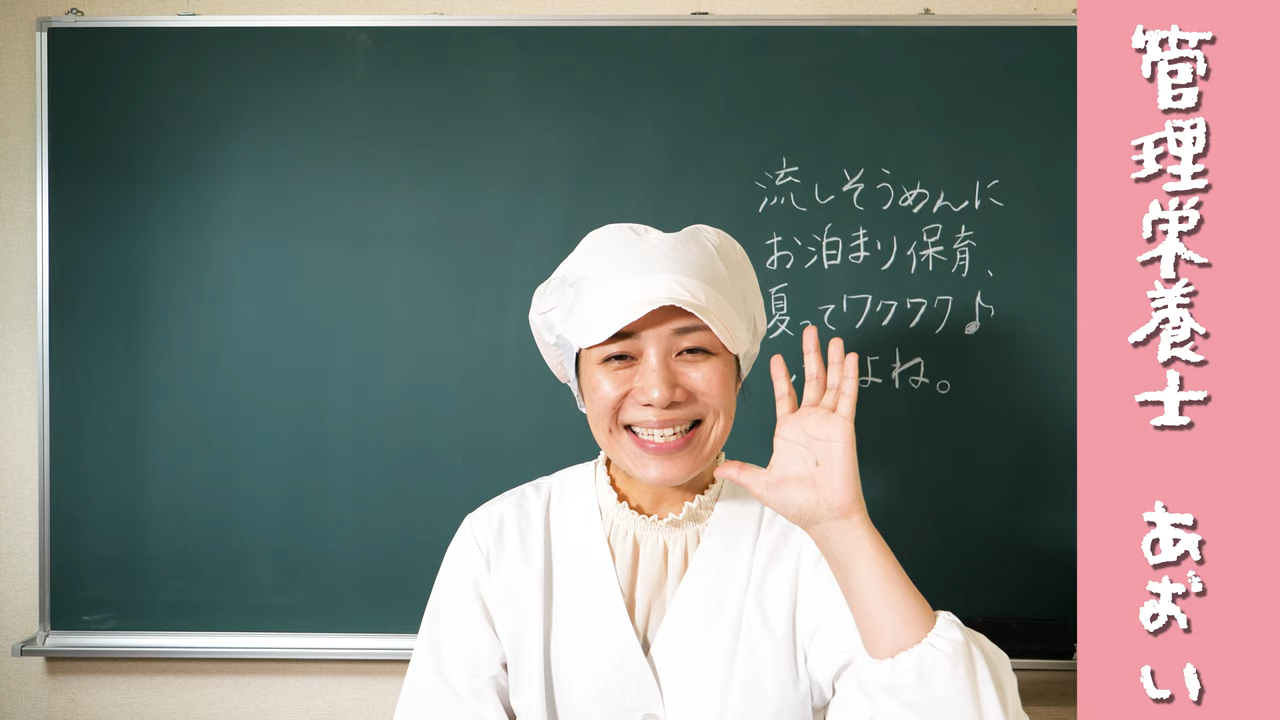 流しそうめんに
お泊まり保育、
夏ってワクワク♪
よね。
管理栄養士 あおい